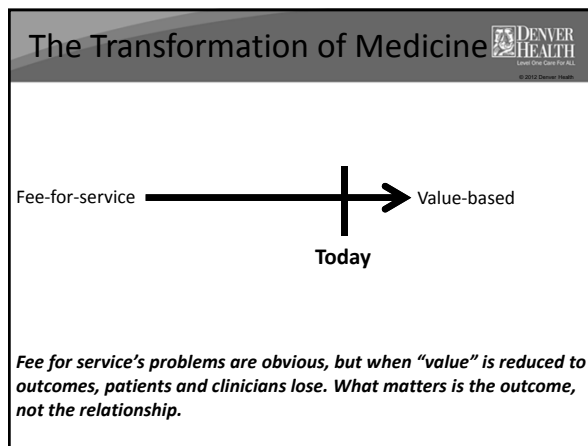 The Transformation of Medicine
DENVER
HEALTH
Level One Care For ALL
© 2012 Denver Health
Fee-for-service
Value-based
Today
Fee for service’s problems are obvious, but when “value” is reduced to
outcomes, patients and clinicians lose. What matters is the outcome,
not the relationship.